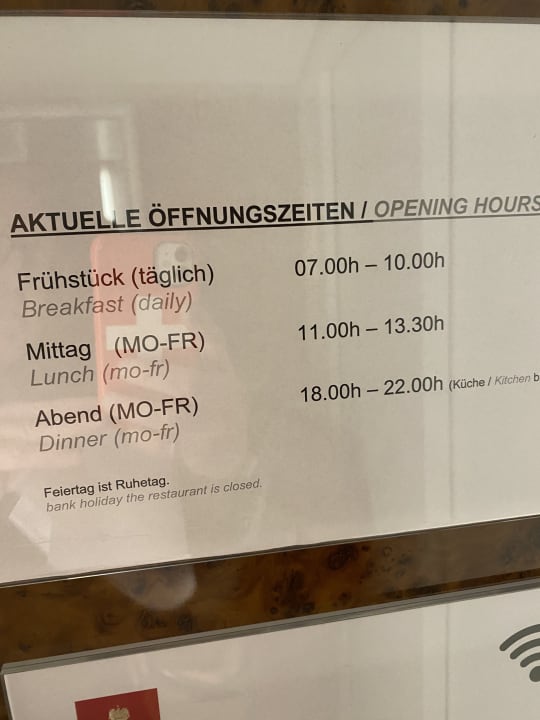 AKTUELLE ÖFFNUNGSZEITEN / OPENING HOURS
Frühstück (täglich) 07.00h – 10.00h
Breakfast (daily)
Mittag (MO-FR) 11.00h – 13.30h
Lunch (mo-fr)
Abend (MO-FR) 18.00h – 22.00h (Küche / Kitchen b
Dinner (mo-fr)
Feiertag ist Ruhetag.
bank holiday the restaurant is closed.